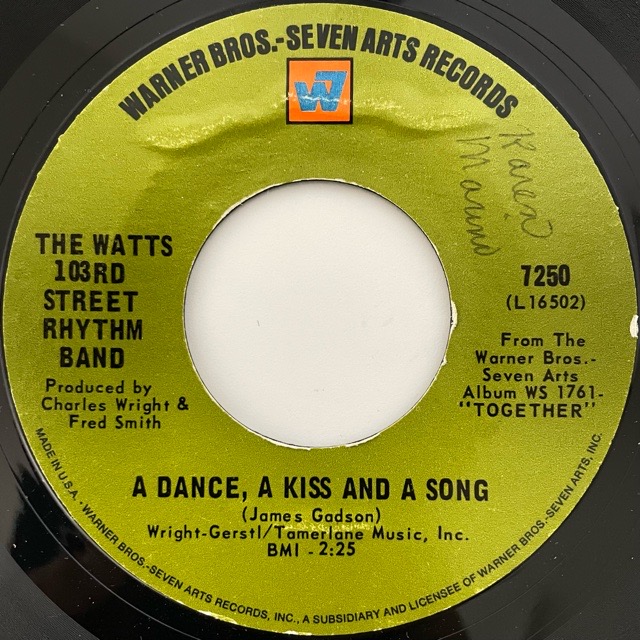 WARNER BROS.-SEVEN ARTS RECORDS
W7
Karen
THE WATTS
103RD
STREET
RHYTHM
BAND
Produced by
Charles Wright &
Fred Smith
7250
(L16502)
From The
Warner Bros.-
Seven Arts
Album WS 1761-
"TOGETHER"
A DANCE, A KISS AND A SONG
(James Gadson)
Wright-Gerstl/Tamerlane Music, Inc.
BMI - 2:25
MADE IN U.S.A. - WARNER BROS.-SEVEN ARTS RECORDS, INC., A SUBSIDIARY AND LICENSEE OF WARNER BROS.-SEVEN ARTS, INC.